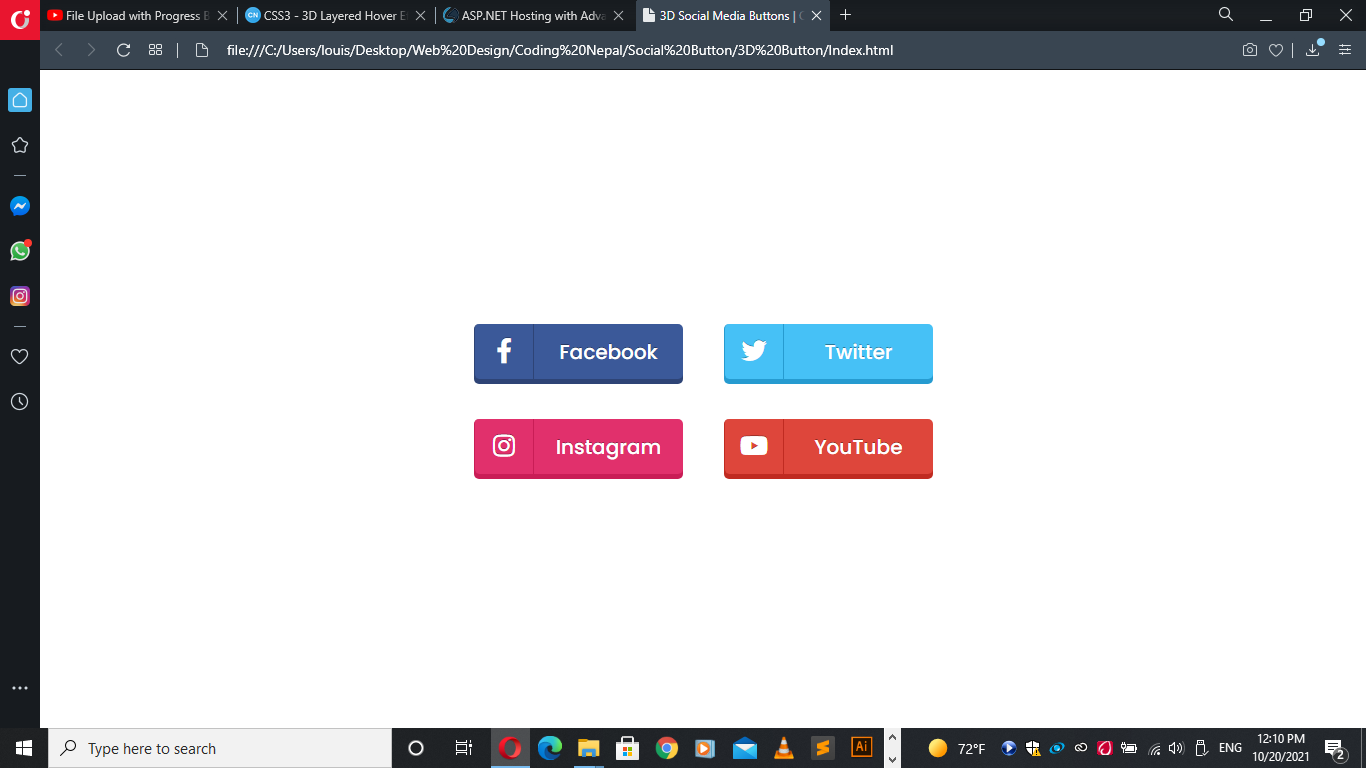 File Upload with Progress B
CSS3 - 3D Layered Hover E
ASP.NET Hosting with Adva
3D Social Media Buttons |
file:///C:/Users/louis/Desktop/Web%20Design/Coding%20Nepal/Social%20Button/3D%20Button/Index.html
Facebook
Twitter
Instagram
YouTube
Type here to search
Ai
72°F
ENG
12:10 PM
10/20/2021
2